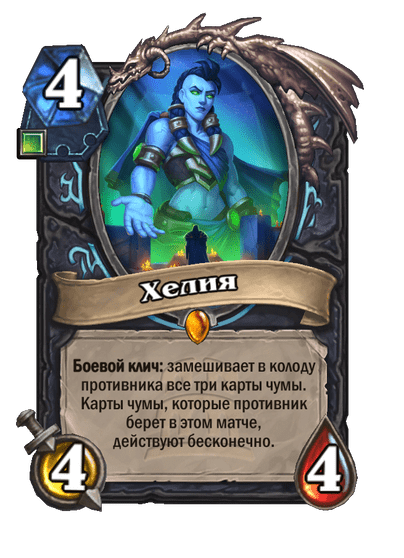 4
Хелия
Боевой клич: замешивает в колоду
противника все три карты чумы.
Карты чумы, которые противник
берет в этом матче,
действуют бесконечно.
4
4